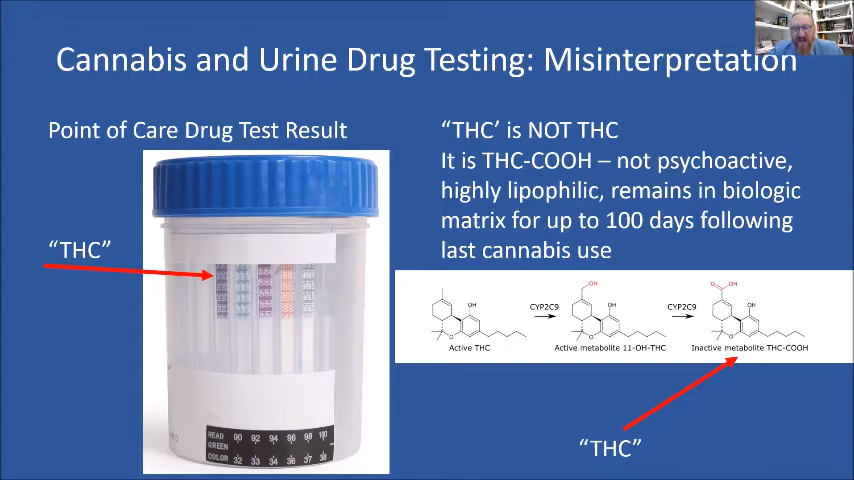 Cannabis and Urine Drug Testing: Misinterpretation
Point of Care Drug Test Result
"THC"
READ 90 92 94 96 98 100
GREEN
COLOR 32 33 34 36 37 38
"THC’ is NOT THC
It is THC-COOH – not psychoactive,
highly lipophilic, remains in biologic
matrix for up to 100 days following
last cannabis use
OH
OH
O
Active THC
CYP2C9
OH
O
Active metabolite 11-OH-THC
CYP2C9
O
OH
OH
O
Inactive metabolite THC-COOH
"THC"